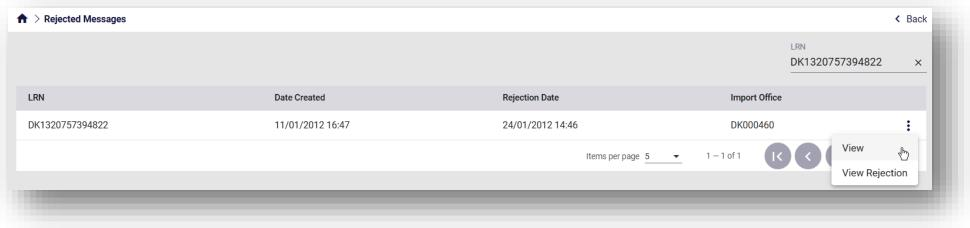 > Rejected Messages < Back
LRN
DK1320757394822 ×
LRN Date Created Rejection Date Import Office
DK1320757394822 11/01/2012 16:47 24/01/2012 14:46 DK000460
Items per page 5 1 – 1 of 1
View
View Rejection